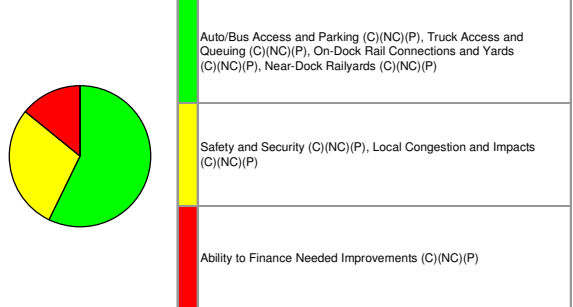 Auto/Bus Access and Parking (C)(NC)(P), Truck Access and
Queuing (C)(NC)(P), On-Dock Rail Connections and Yards
(C)(NC)(P), Near-Dock Railyards (C)(NC)(P)
Safety and Security (C)(NC)(P), Local Congestion and Impacts
(C)(NC)(P)
Ability to Finance Needed Improvements (C)(NC)(P)